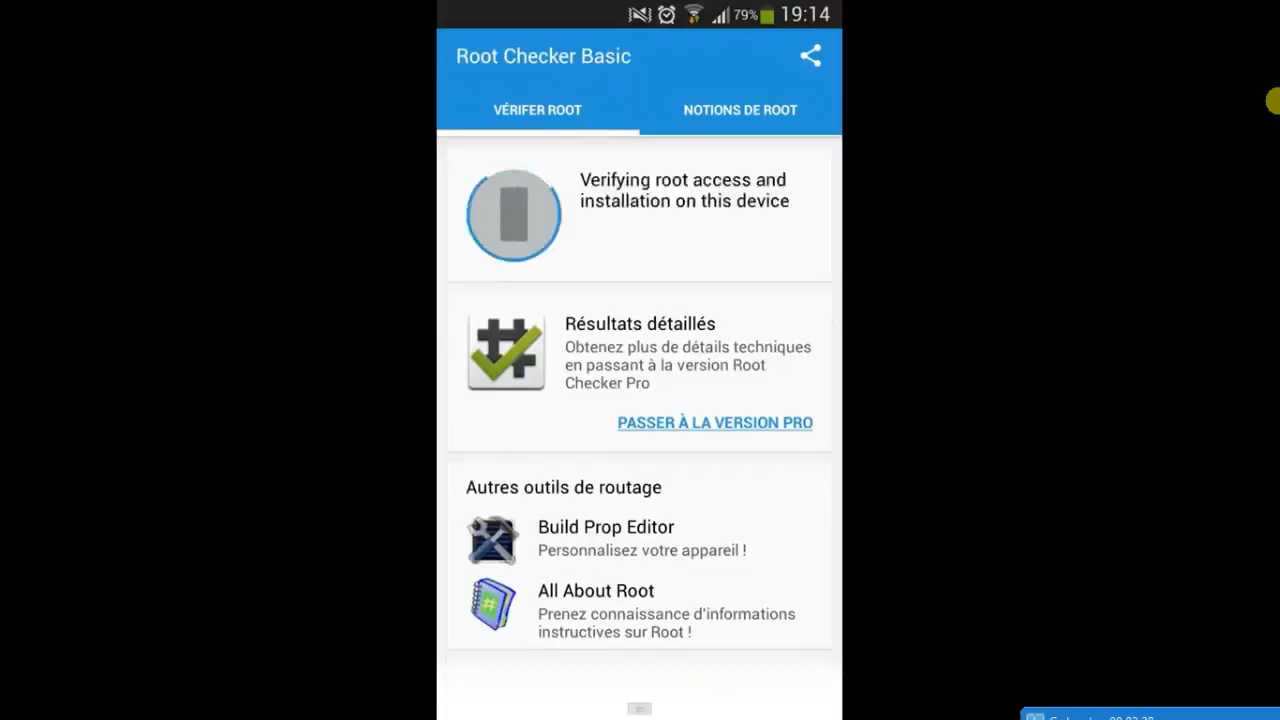 79% 19:14
Root Checker Basic
VÉRIFER ROOT
NOTIONS DE ROOT
Verifying root access and
installation on this device
Résultats détaillés
Obtenez plus de détails techniques
en passant à la version Root
Checker Pro
PASSER À LA VERSION PRO
Autres outils de routage
Build Prop Editor
Personnalisez votre appareil !
All About Root
Prenez connaissance d'informations
instructives sur Root !